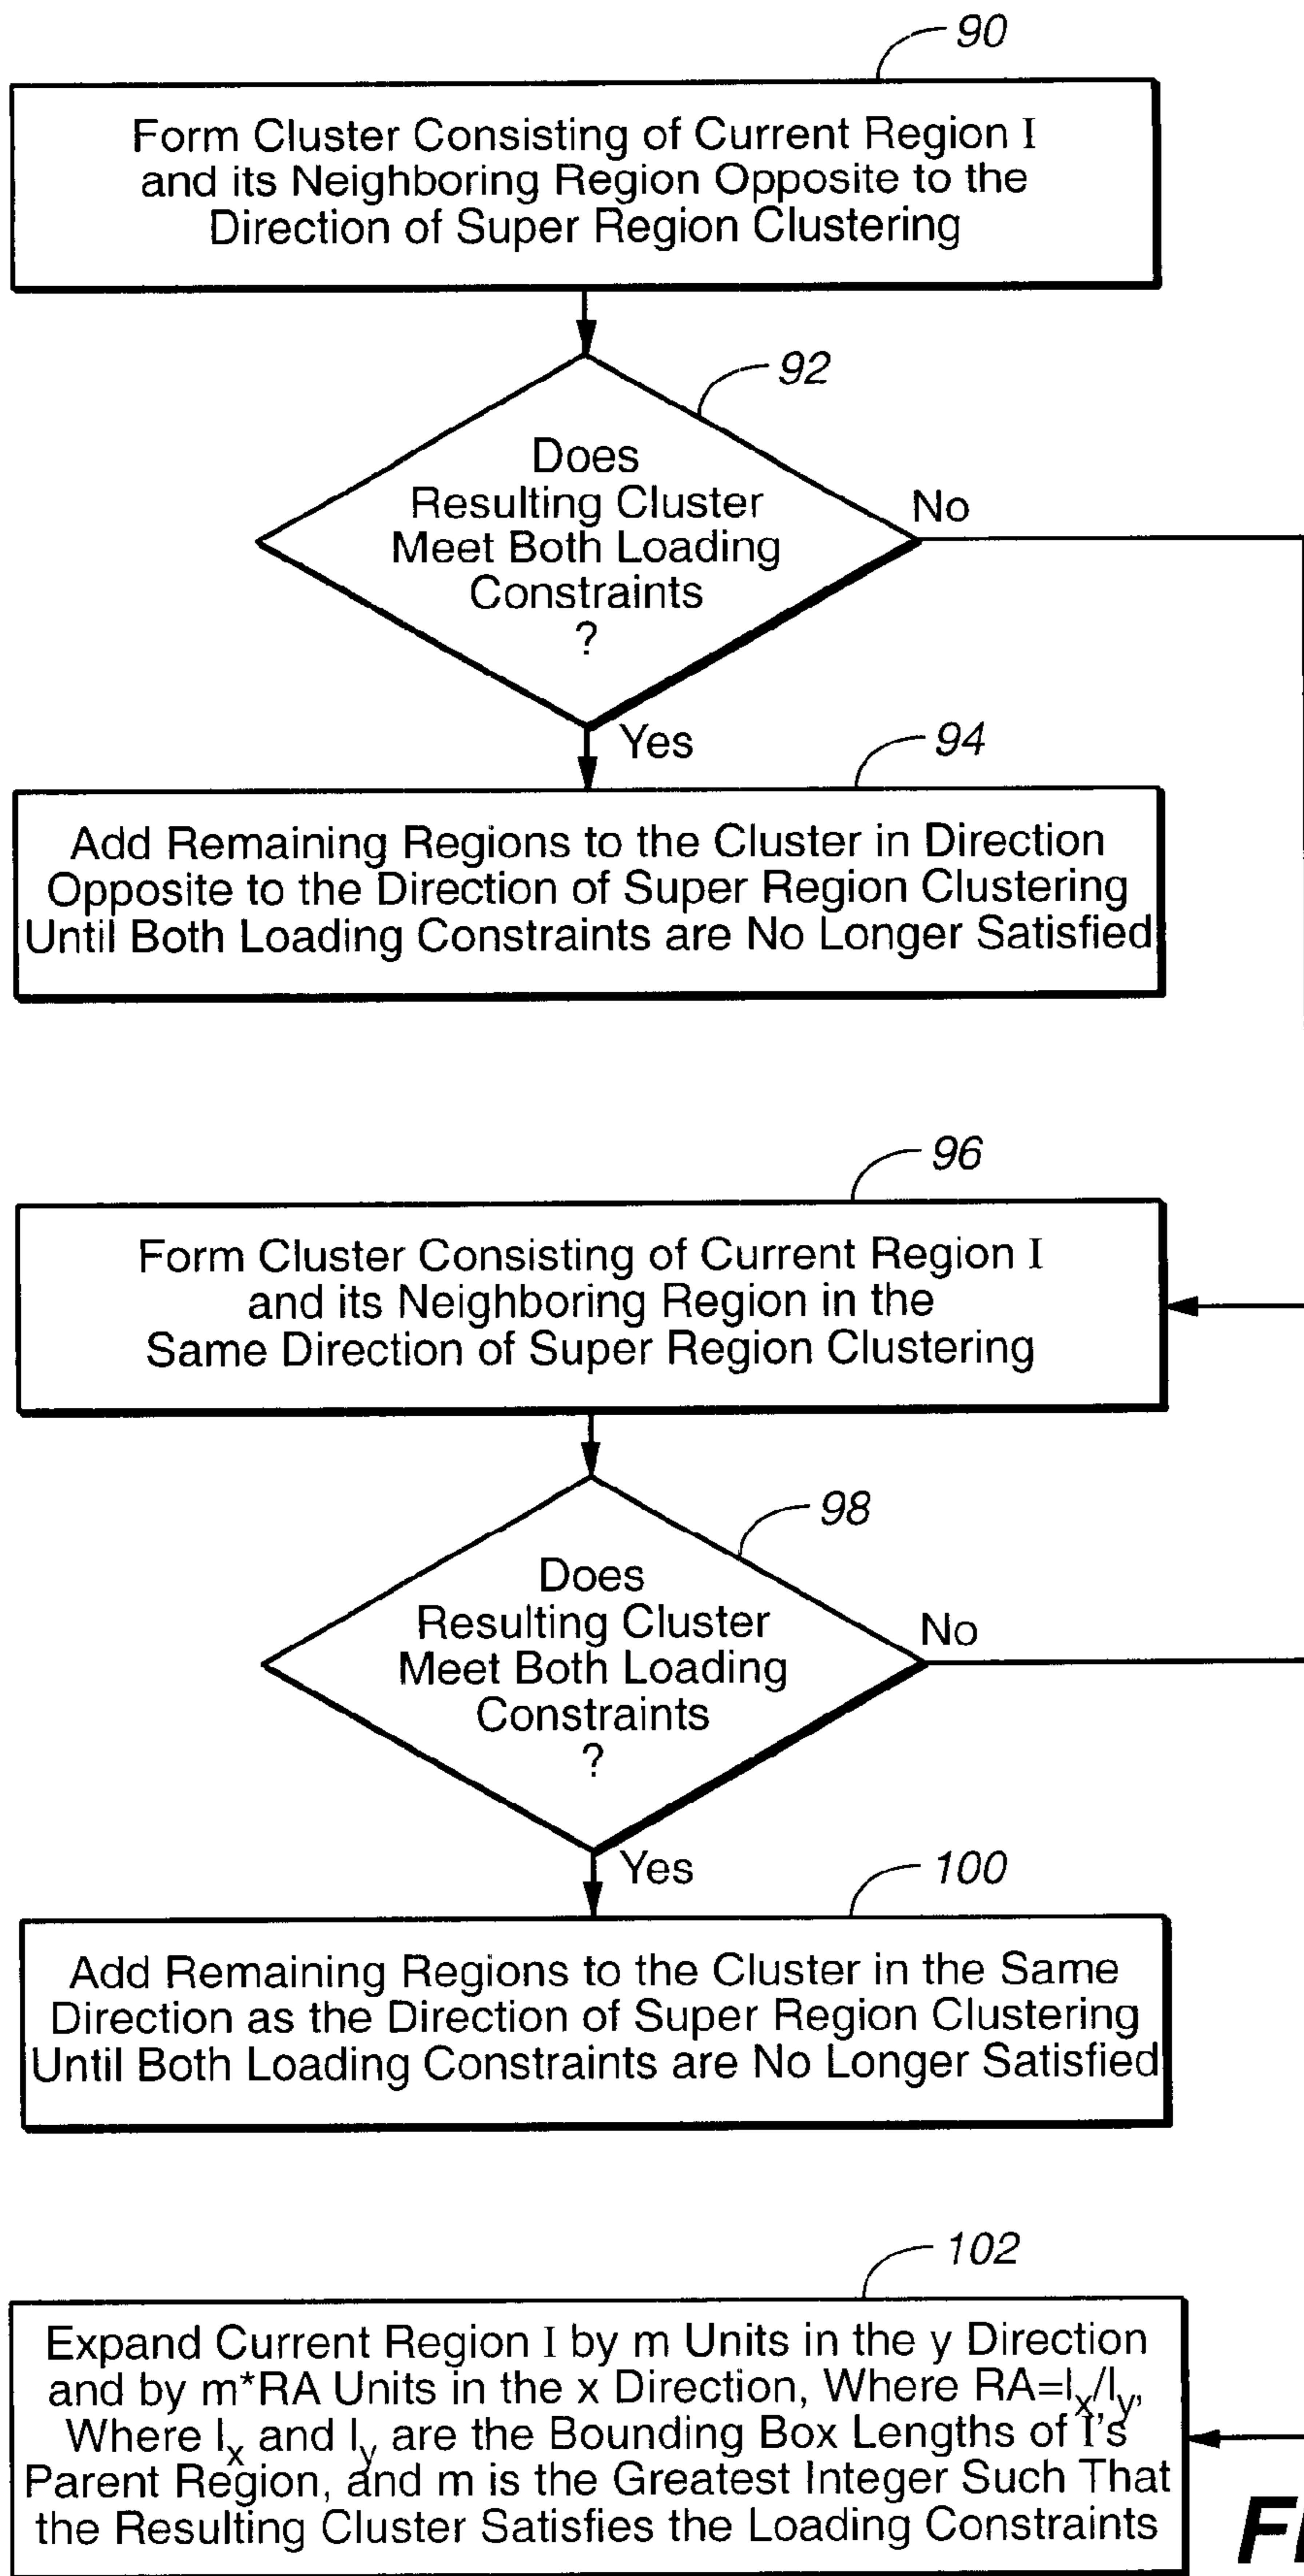 90
Form Cluster Consisting of Current Region I
and its Neighboring Region Opposite to the
Direction of Super Region Clustering
92
Does
Resulting Cluster
Meet Both Loading
Constraints
?
No
Yes
94
Add Remaining Regions to the Cluster in Direction
Opposite to the Direction of Super Region Clustering
Until Both Loading Constraints are No Longer Satisfied
96
Form Cluster Consisting of Current Region I
and its Neighboring Region in the
Same Direction of Super Region Clustering
98
Does
Resulting Cluster
Meet Both Loading
Constraints
?
No
Yes
100
Add Remaining Regions to the Cluster in the Same
Direction as the Direction of Super Region Clustering
Until Both Loading Constraints are No Longer Satisfied
102
Expand Current Region I by m Units in the y Direction
and by m*RA Units in the x Direction, Where RA=lx/ly,
Where lx and ly are the Bounding Box Lengths of I's
Parent Region, and m is the Greatest Integer Such That
the Resulting Cluster Satisfies the Loading Constraints